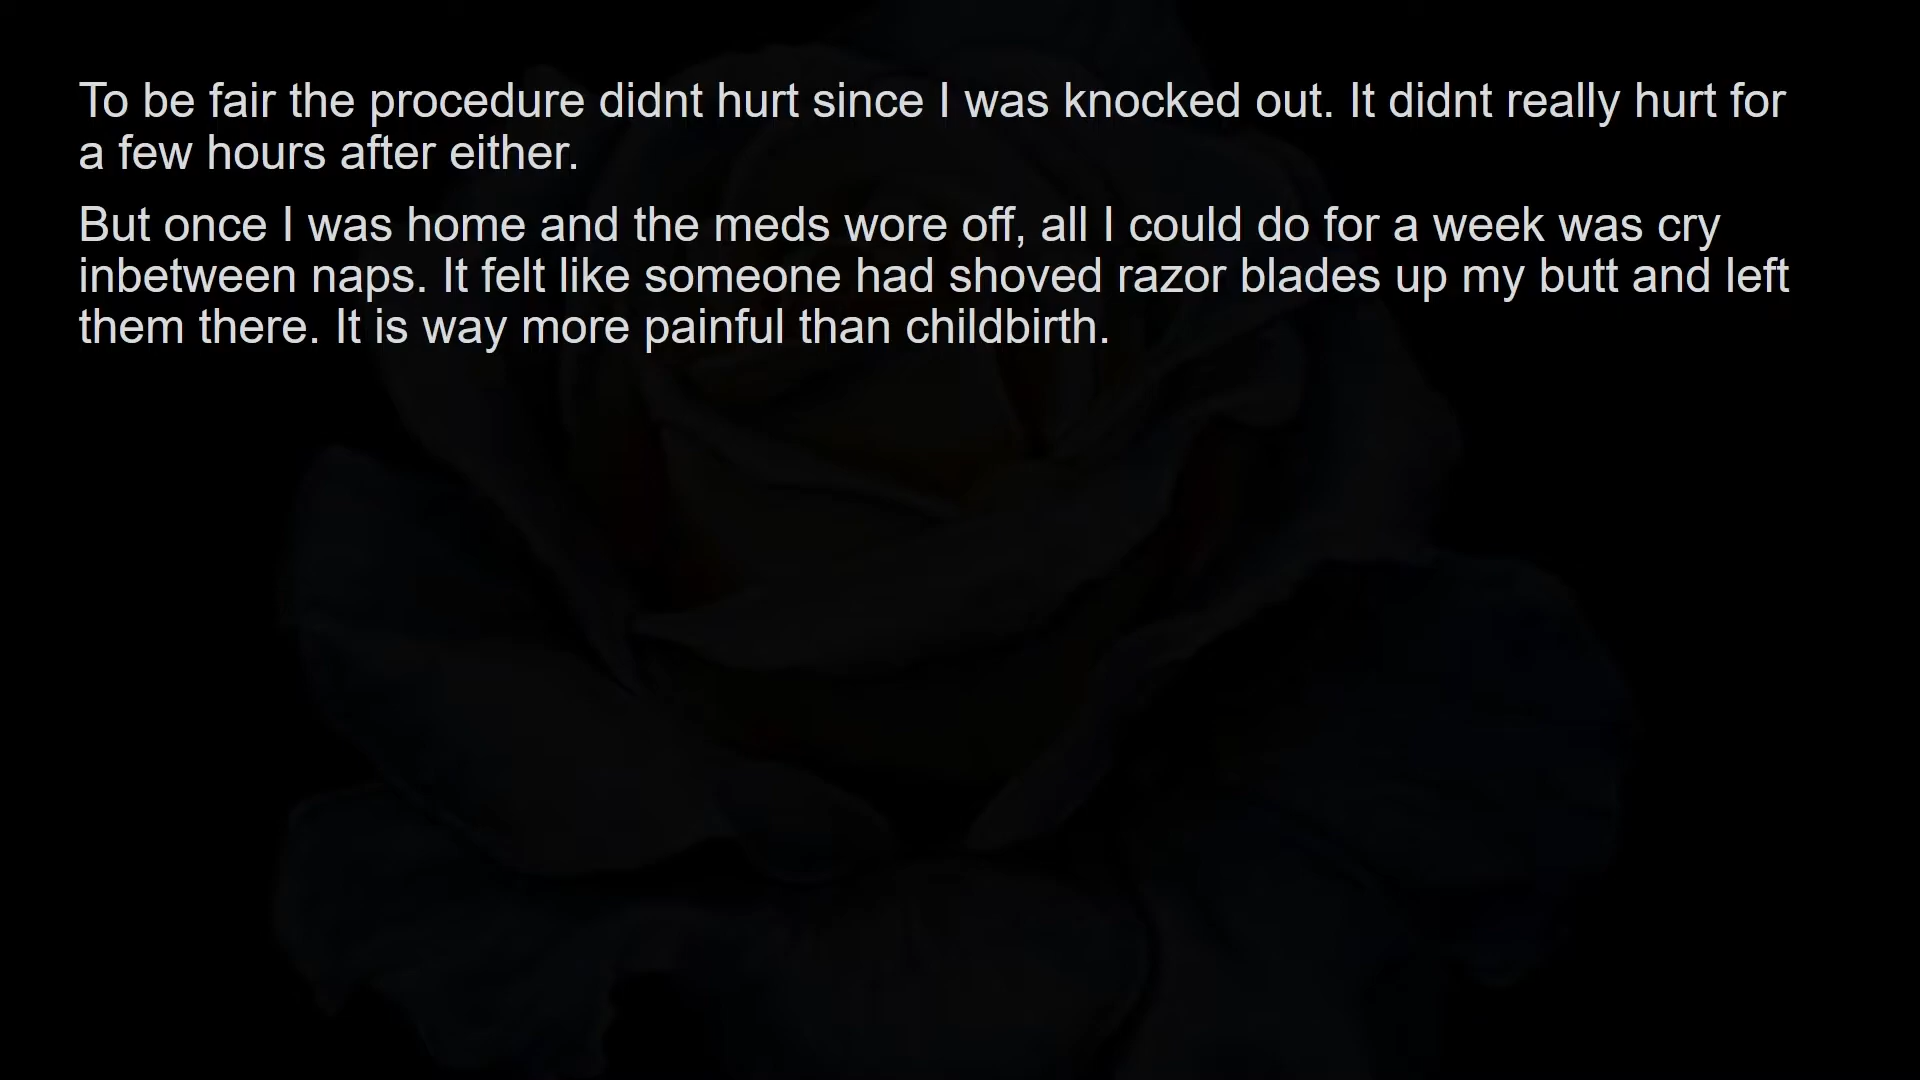 To be fair the procedure didnt hurt since I was knocked out. It didnt really hurt for
a few hours after either.
But once I was home and the meds wore off, all I could do for a week was cry
inbetween naps. It felt like someone had shoved razor blades up my butt and left
them there. It is way more painful than childbirth.